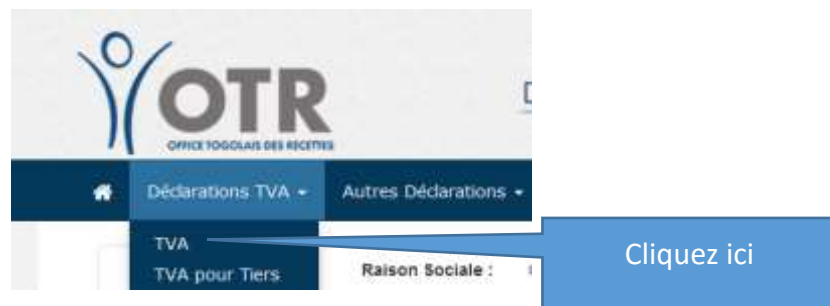 OTR
OFFICE TOGOLAIS DES RECETTES
Déclarations TVA
Autres Déclarations
TVA
TVA pour Tiers
Raison Sociale :
Cliquez ici